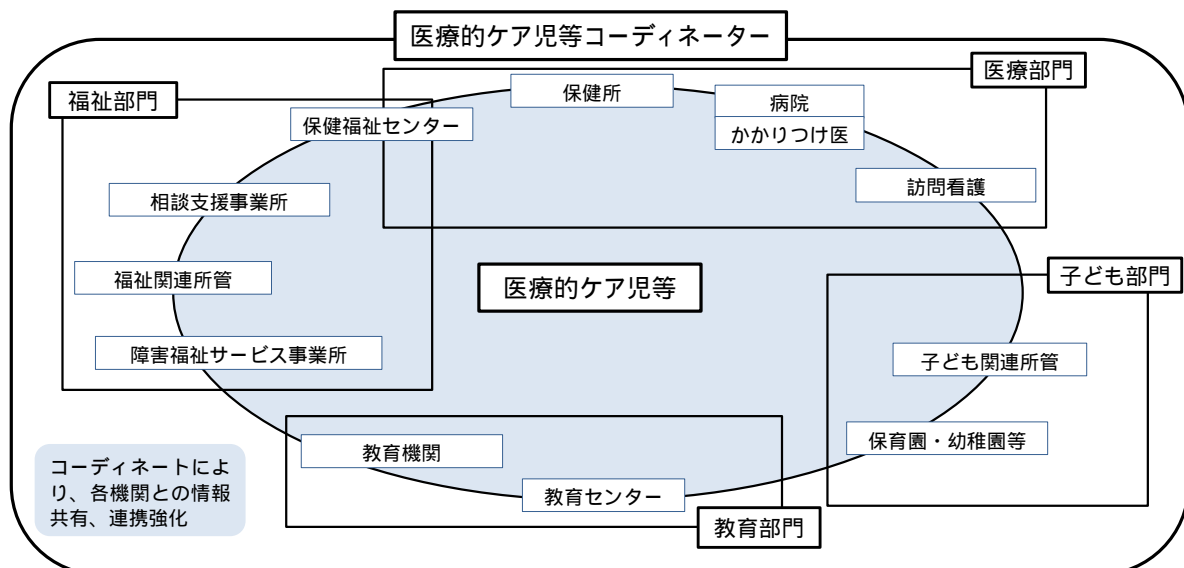 医療的ケア児等コーディネーター
医療部門
福祉部門
保健所
病院
かかりつけ医
保健福祉センター
訪問看護
相談支援事業所
福祉関連所管
医療的ケア児等
子ども部門
障害福祉サービス事業所
子ども関連所管
保育園・幼稚園等
教育機関
教育センター
教育部門
コーディネートによ
り、各機関との情報
共有、連携強化